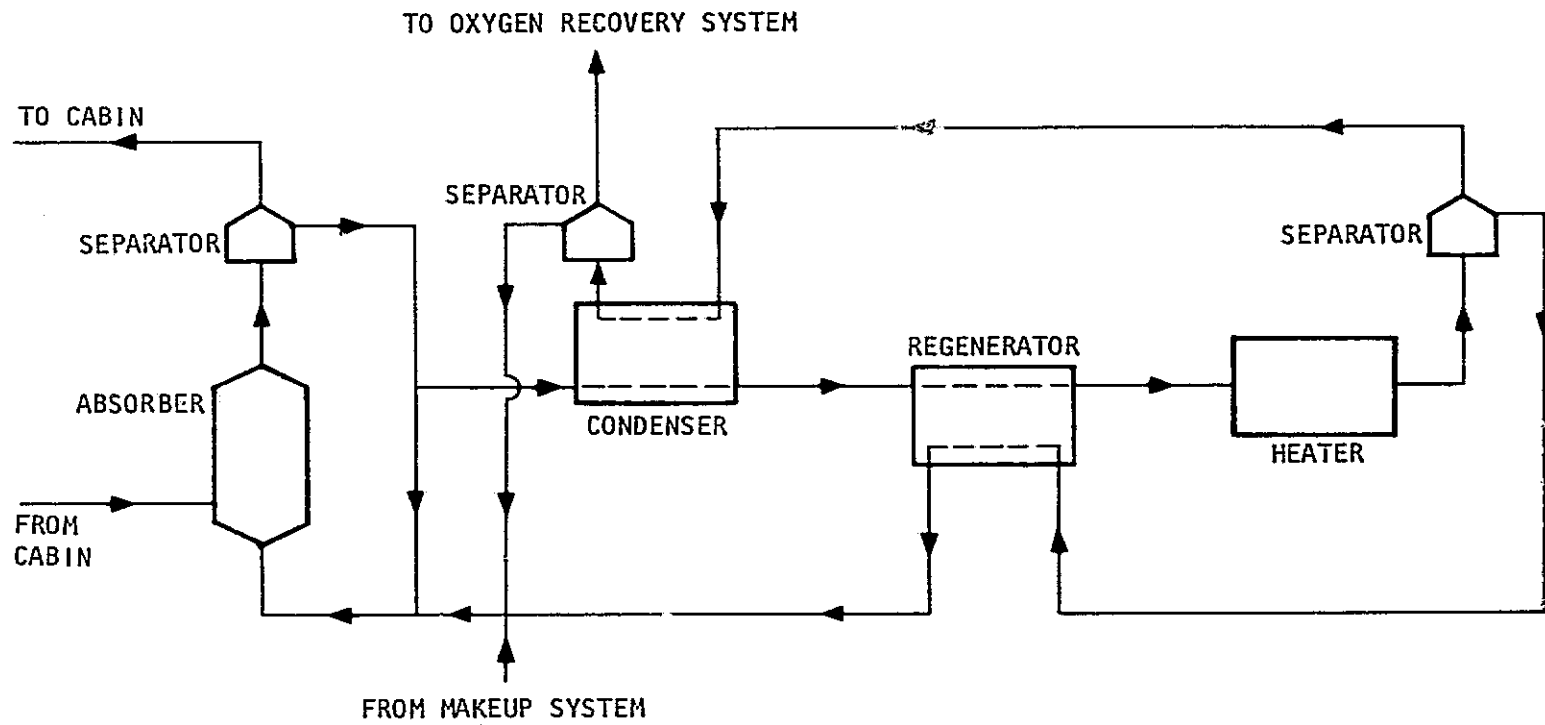 TO OXYGEN RECOVERY SYSTEM
TO CABIN
SEPARATOR
SEPARATOR
SEPARATOR
REGENERATOR
ABSORBER
CONDENSER
HEATER
FROM
CABIN
FROM MAKEUP SYSTEM